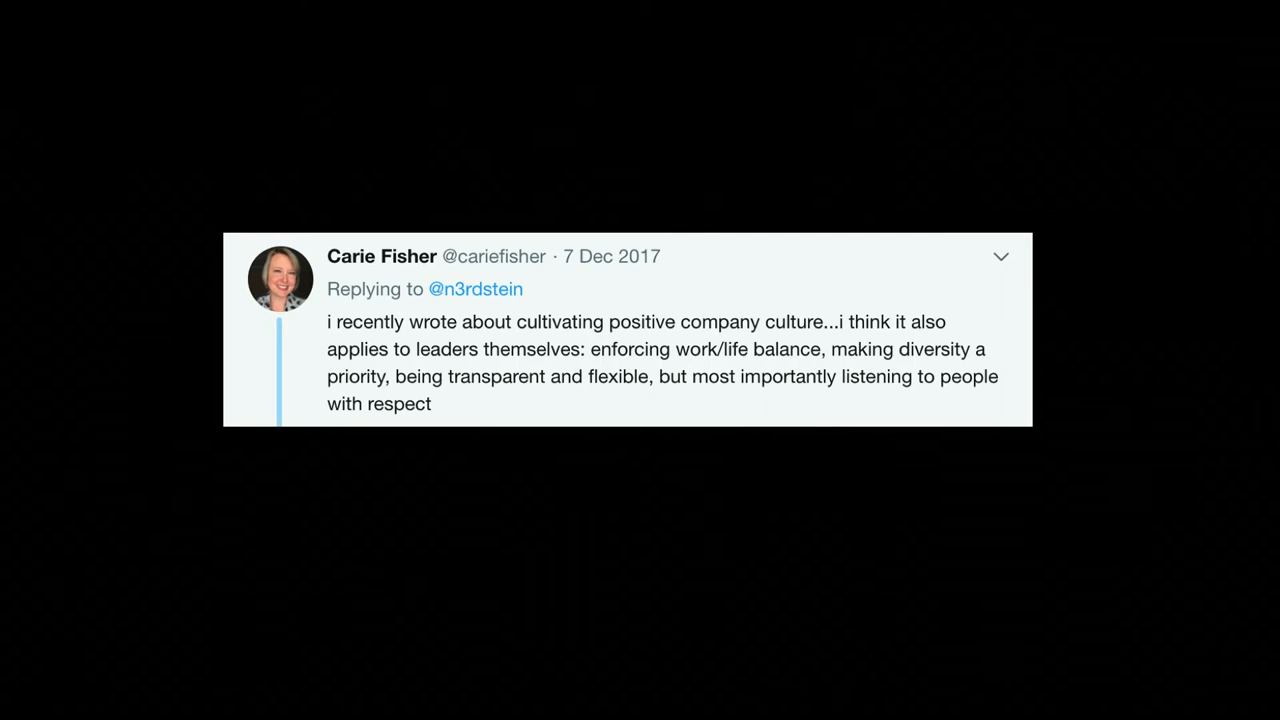 Carie Fisher @cariefisher · 7 Dec 2017
Replying to @n3rdstein
i recently wrote about cultivating positive company culture...i think it also
applies to leaders themselves: enforcing work/life balance, making diversity a
priority, being transparent and flexible, but most importantly listening to people
with respect